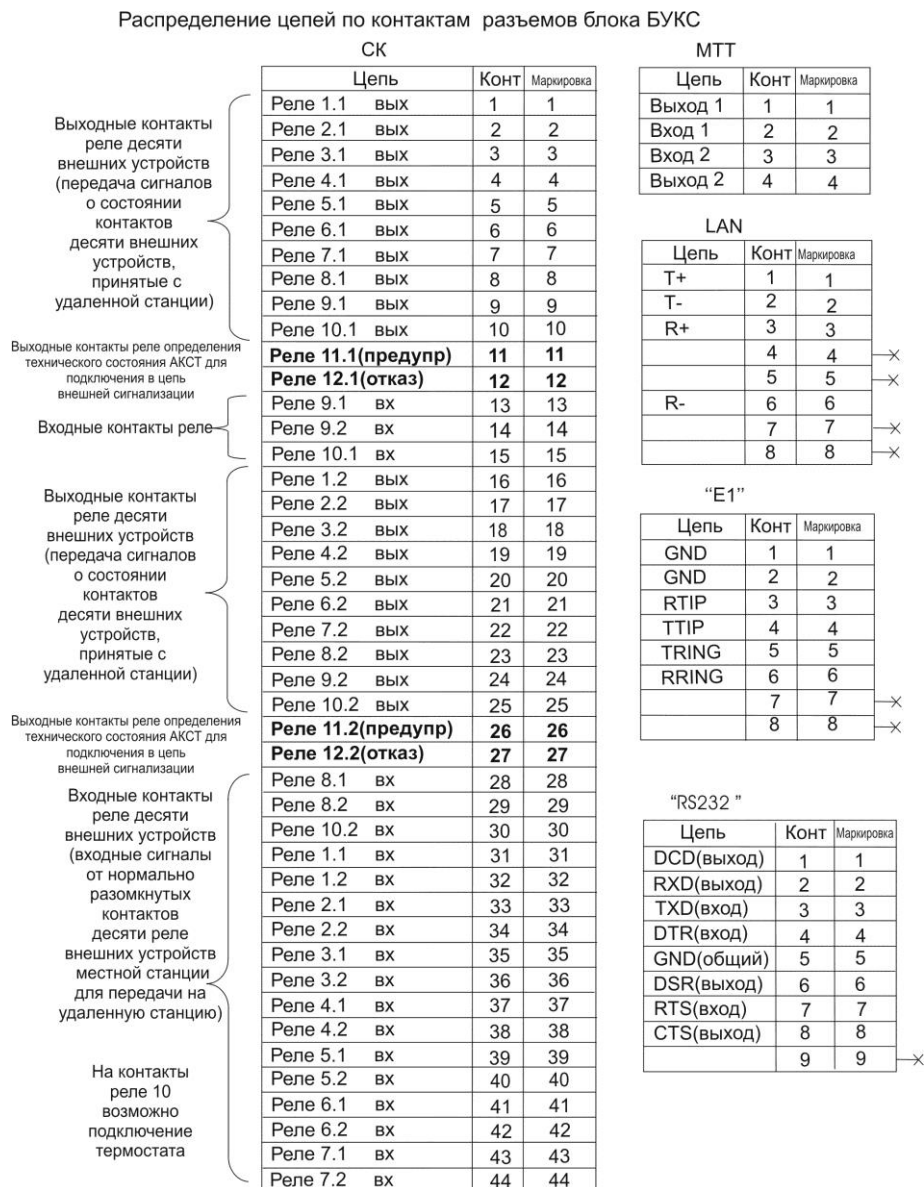 Распределение цепей по контактам разъемов блока БУКС
СК
Цепь Конт Маркировка
Выходные контакты
реле десяти
внешних устройств
(передача сигналов
о состоянии
контактов
десяти внешних
устройств,
принятые с
удаленной станции)
Реле 1.1 вых 1 1
Реле 2.1 вых 2 2
Реле 3.1 вых 3 3
Реле 4.1 вых 4 4
Реле 5.1 вых 5 5
Реле 6.1 вых 6 6
Реле 7.1 вых 7 7
Реле 8.1 вых 8 8
Реле 9.1 вых 9 9
Реле 10.1 вых 10 10
Выходные контакты реле определения
технического состояния АКСТ для
подключения в цепь
внешней сигнализации
Реле 11.1(предупр) 11 11
Реле 12.1(отказ) 12 12
Входные контакты реле
Реле 9.1 вх 13 13
Реле 9.2 вх 14 14
Реле 10.1 вх 15 15
Выходные контакты
реле десяти
внешних устройств
(передача сигналов
о состоянии
контактов
десяти внешних
устройств,
принятые с
удаленной станции)
Реле 1.2 вых 16 16
Реле 2.2 вых 17 17
Реле 3.2 вых 18 18
Реле 4.2 вых 19 19
Реле 5.2 вых 20 20
Реле 6.2 вых 21 21
Реле 7.2 вых 22 22
Реле 8.2 вых 23 23
Реле 9.2 вых 24 24
Реле 10.2 вых 25 25
Выходные контакты реле определения
технического состояния АКСТ для
подключения в цепь
внешней сигнализации
Реле 11.2(предупр) 26 26
Реле 12.2(отказ) 27 27
Входные контакты
реле десяти
внешних устройств
(входные сигналы
от нормально
разомкнутых
контактов
десяти реле
внешних устройств
местной станции
для передачи на
удаленную станцию)
На контакты
реле 10
возможно
подключение
термостата
Реле 8.1 вх 28 28
Реле 8.2 вх 29 29
Реле 10.2 вх 30 30
Реле 1.1 вх 31 31
Реле 1.2 вх 32 32
Реле 2.1 вх 33 33
Реле 2.2 вх 34 34
Реле 3.1 вх 35 35
Реле 3.2 вх 36 36
Реле 4.1 вх 37 37
Реле 4.2 вх 38 38
Реле 5.1 вх 39 39
Реле 5.2 вх 40 40
Реле 6.1 вх 41 41
Реле 6.2 вх 42 42
Реле 7.1 вх 43 43
Реле 7.2 вх 44 44
МТТ
Цепь Конт Маркировка
Выход 1 1 1
Вход 1 2 2
Вход 2 3 3
Выход 2 4 4
LAN
Цепь Конт Маркировка
T+ 1 1
T- 2 2
R+ 3 3
4 4
5 5
R- 6 6
7 7
8 8
“E1”
Цепь Конт Маркировка
GND 1 1
GND 2 2
RTIP 3 3
TTIP 4 4
TRING 5 5
RRING 6 6
7 7
8 8
“RS232 ”
Цепь Конт Маркировка
DCD(выход) 1 1
RXD(выход) 2 2
TXD(вход) 3 3
DTR(вход) 4 4
GND(общий) 5 5
DSR(выход) 6 6
RTS(вход) 7 7
CTS(выход) 8 8
9 9